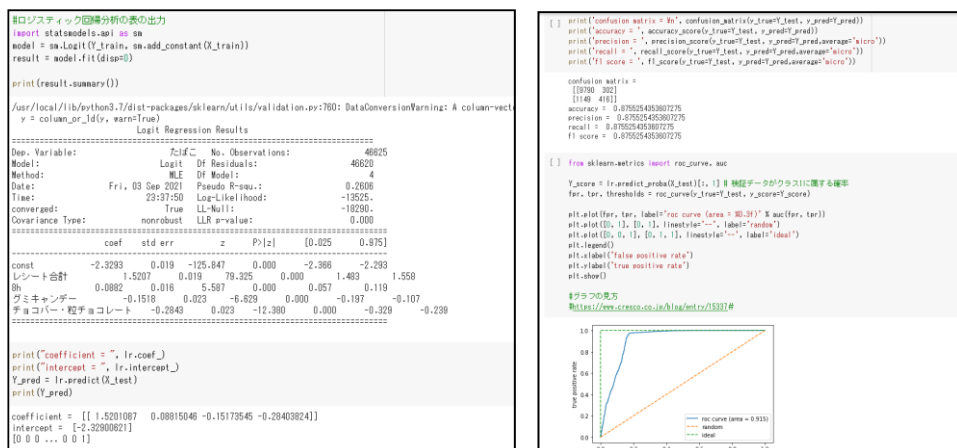 #ロジスティック回帰分析の表の出力
import statsmodels.api as sm
model = sm.Logit(Y_train, sm.add_constant(X_train))
result = model.fit(disp=0)
print(result.summary())
/usr/local/lib/python3.7/dist-packages/sklearn/utils/validation.py:760: DataConversionWarning: A column-vecto
y = column_or_1d(y, warn=True)
Logit Regression Results
Dep. Variable: たばこ No. Observations: 46625
Model: Logit Df Residuals: 46620
Method: MLE Df Model: 4
Date: Fri, 03 Sep 2021 Pseudo R-squ.: 0.2606
Time: 23:37:50 Log-Likelihood: -13525.
converged: True LL-Null: -18290.
Covariance Type: nonrobust LLR p-value: 0.000
coef std err z P>|z| [0.025 0.975]
const -2.3293 0.019 -125.847 0.000 -2.366 -2.293
レシート合計 1.5207 0.019 79.325 0.000 1.483 1.558
8h 0.0882 0.016 5.587 0.000 0.057 0.119
グミキャンデー -0.1518 0.023 -6.629 0.000 -0.197 -0.107
チョコバー・粒チョコレート -0.2843 0.023 -12.380 0.000 -0.329 -0.239
print("coefficient = ", lr.coef_)
print("intercept = ", lr.intercept_)
Y_pred = lr.predict(X_test)
print(Y_pred)
coefficient = [[ 1.5201087 0.08815046 -0.15173545 -0.28403824]]
intercept = [-2.32900621]
[0 0 0 ... 0 0 1]
[ ] print('confusion matrix = ¥n', confusion_matrix(y_true=Y_test, y_pred=Y_pred))
print('accuracy = ', accuracy_score(y_true=Y_test, y_pred=Y_pred))
print('precision = ', precision_score(y_true=Y_test, y_pred=Y_pred,average="micro"))
print('recall = ', recall_score(y_true=Y_test, y_pred=Y_pred,average="micro"))
print('f1 score = ', f1_score(y_true=Y_test, y_pred=Y_pred,average="micro"))
confusion matrix =
[[9790 302]
[1149 416]]
accuracy = 0.8755254353607275
precision = 0.8755254353607275
recall = 0.8755254353607275
f1 score = 0.8755254353607275
[ ] from sklearn.metrics import roc_curve, auc
Y_score = lr.predict_proba(X_test)[:, 1] # 検証データがクラス1に属する確率
fpr, tpr, thresholds = roc_curve(y_true=Y_test, y_score=Y_score)
plt.plot(fpr, tpr, label='roc curve (area = %0.3f)' % auc(fpr, tpr))
plt.plot([0, 1], [0, 1], linestyle='--', label='random')
plt.plot([0, 0, 1], [0, 1, 1], linestyle='--', label='ideal')
plt.legend()
plt.xlabel('false positive rate')
plt.ylabel('true positive rate')
plt.show()
#グラフの見方
#https://www.cresco.co.jp/blog/entry/15337#
1.0
0.8
0.6
0.4
0.2
0.0
true positive rate
roc curve (area = 0.915)
random
ideal